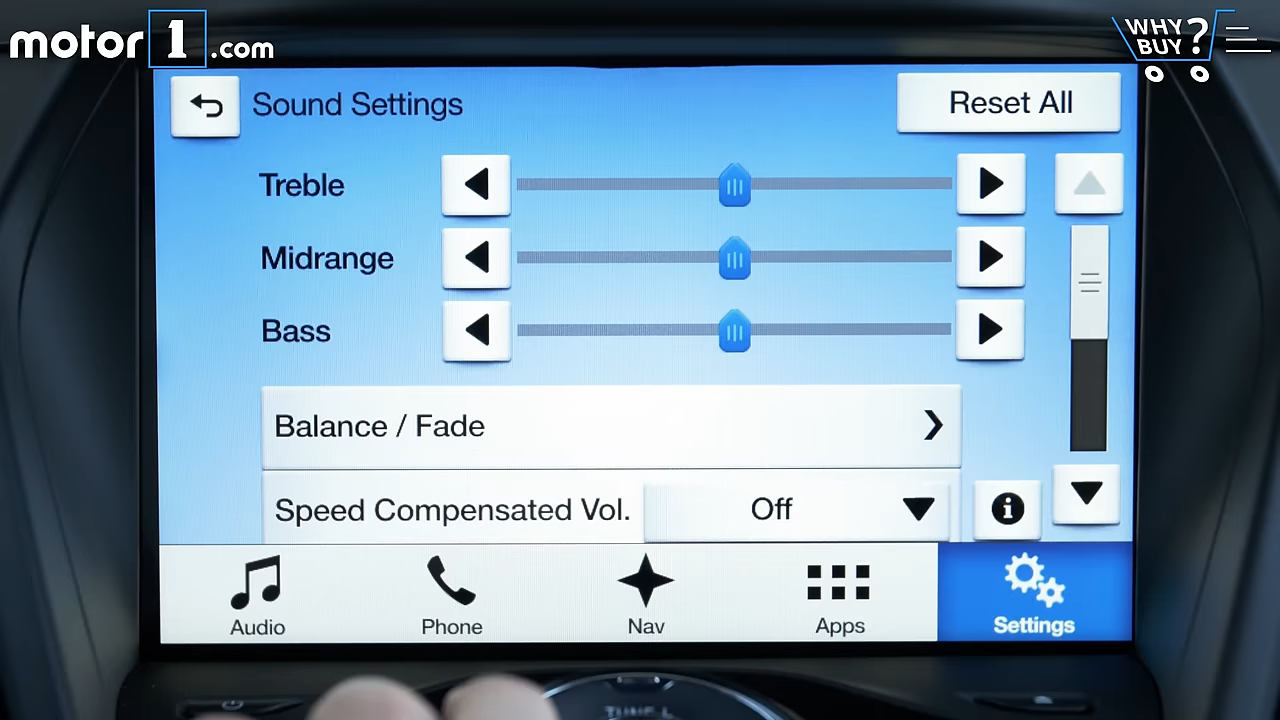 motor1.com
WHY
BUY?
Sound Settings
Reset All
Treble
Midrange
Bass
Balance / Fade
Speed Compensated Vol.
Off
Audio
Phone
Nav
Apps
Settings